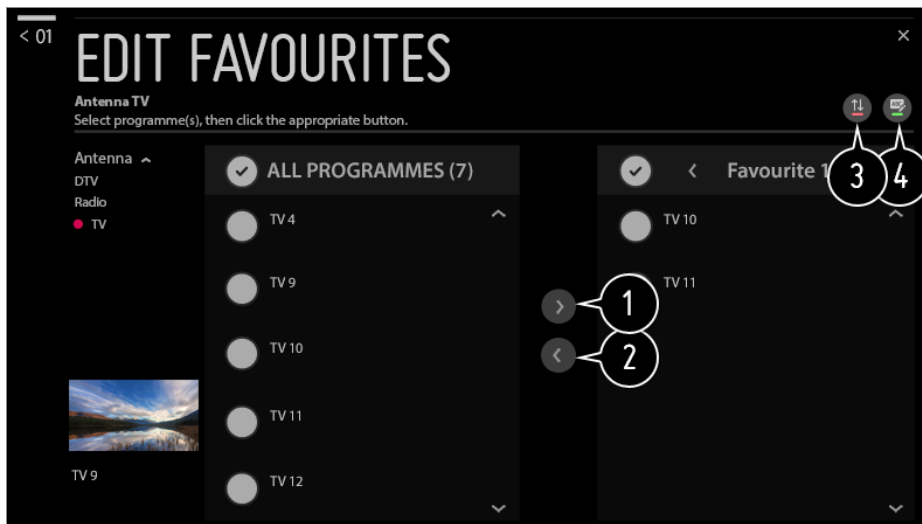 < 01
EDIT FAVOURITES
Antenna TV
Select programme(s), then click the appropriate button.
Antenna
DTV
Radio
TV
TV 9
ALL PROGRAMMES (7)
TV 4
TV 9
TV 10
TV 11
TV 12
Favourite 1
TV 10
TV 11
1
2
3
4